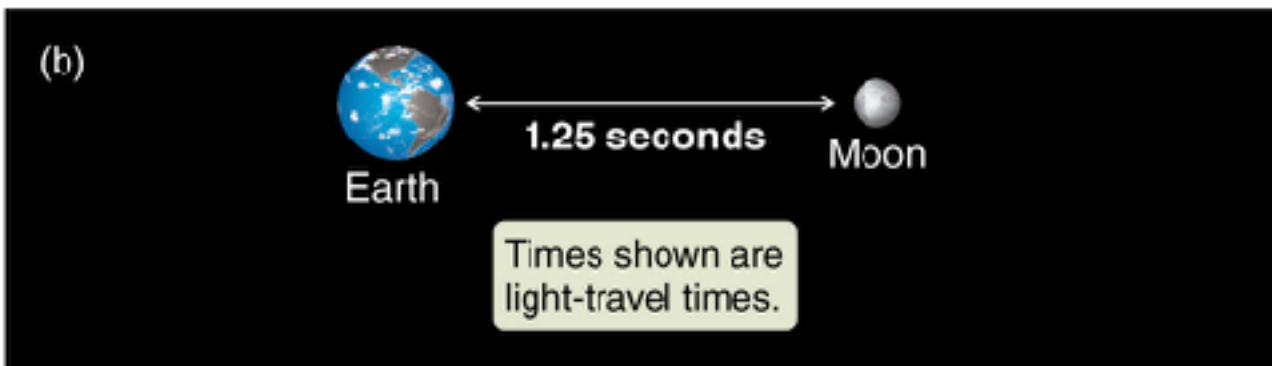 (b)
1.25 seconds
Earth
Moon
Times shown are
light-travel times.